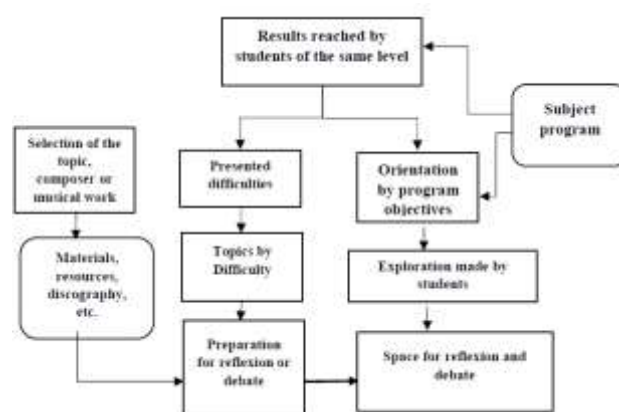 Results reached by
students of the same level
Subject
program
Selection of the
topic,
composer or
musical work
Presented
difficulties
Orientation
by program
objectives
Materials,
resources,
discography,
etc.
Topics by
Difficulty
Exploration made by
students
Preparation
for reflexion or
debate
Space for reflexion and
debate